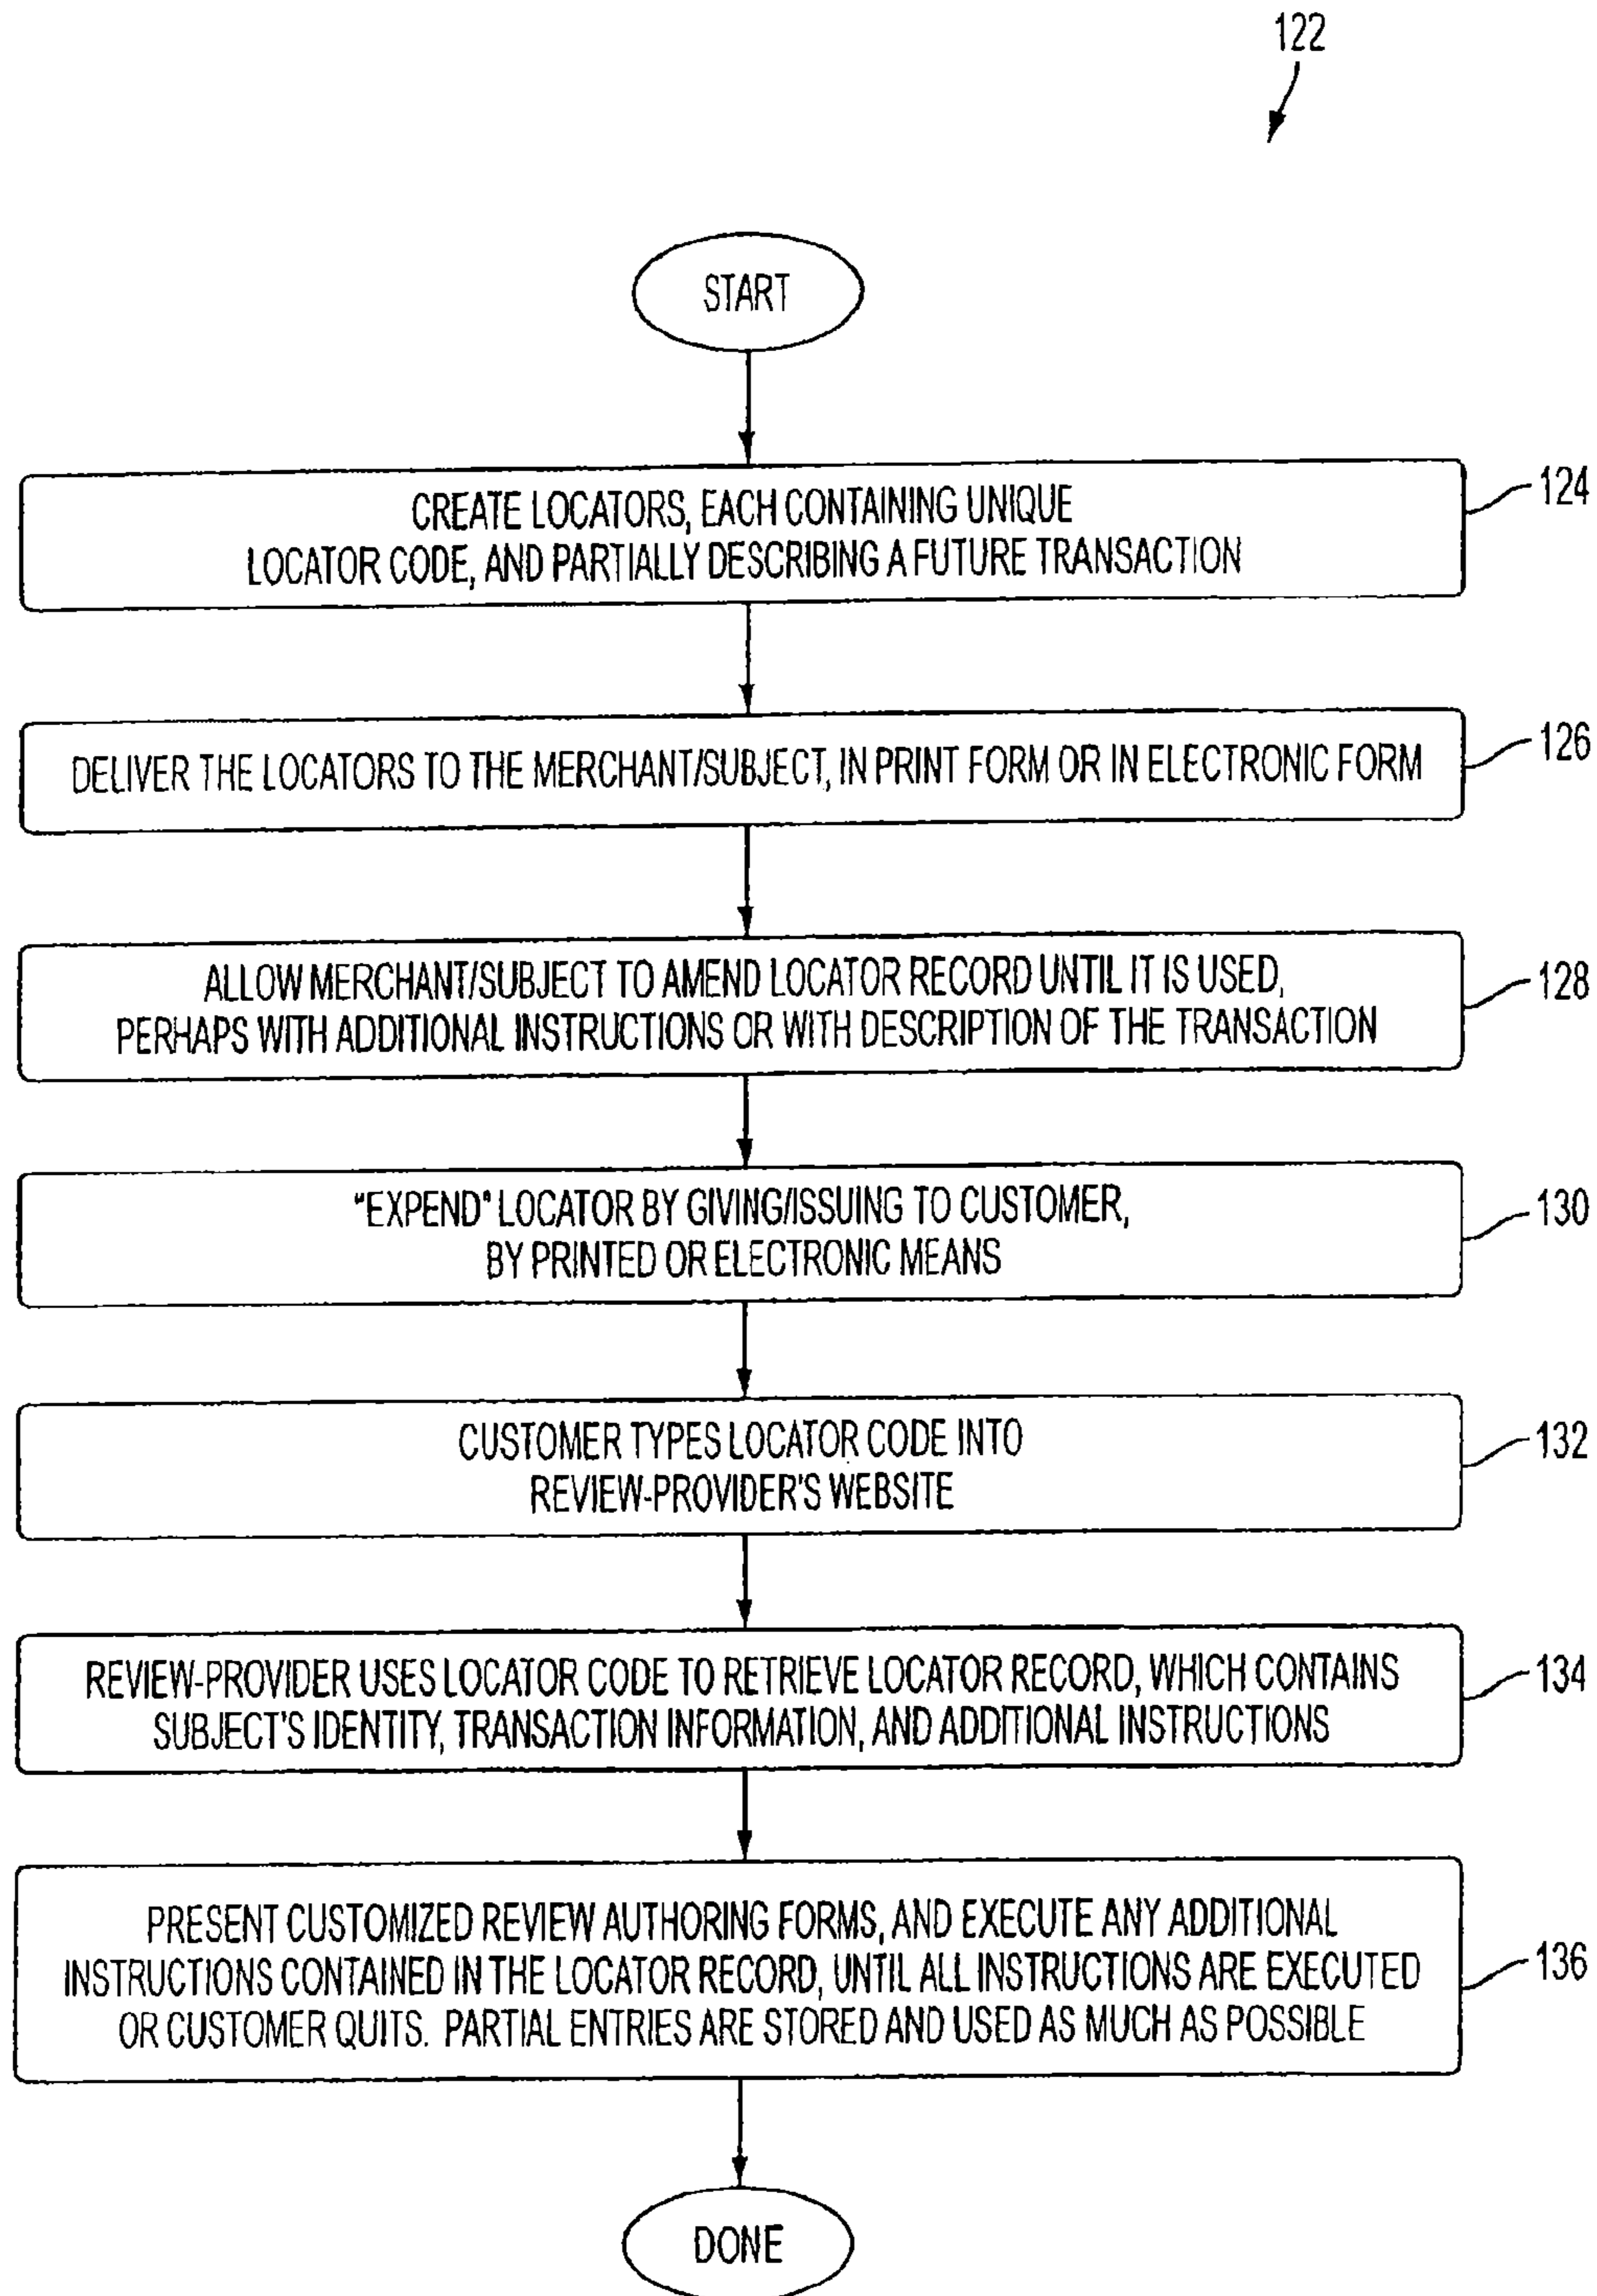 122
START
CREATE LOCATORS, EACH CONTAINING UNIQUE
LOCATOR CODE, AND PARTIALLY DESCRIBING A FUTURE TRANSACTION
124
DELIVER THE LOCATORS TO THE MERCHANT/SUBJECT, IN PRINT FORM OR IN ELECTRONIC FORM
126
ALLOW MERCHANT/SUBJECT TO AMEND LOCATOR RECORD UNTIL IT IS USED,
PERHAPS WITH ADDITIONAL INSTRUCTIONS OR WITH DESCRIPTION OF THE TRANSACTION
128
"EXPEND" LOCATOR BY GIVING/ISSUING TO CUSTOMER,
BY PRINTED OR ELECTRONIC MEANS
130
CUSTOMER TYPES LOCATOR CODE INTO
REVIEW-PROVIDER'S WEBSITE
132
REVIEW-PROVIDER USES LOCATOR CODE TO RETRIEVE LOCATOR RECORD, WHICH CONTAINS
SUBJECT'S IDENTITY, TRANSACTION INFORMATION, AND ADDITIONAL INSTRUCTIONS
134
PRESENT CUSTOMIZED REVIEW AUTHORING FORMS, AND EXECUTE ANY ADDITIONAL
INSTRUCTIONS CONTAINED IN THE LOCATOR RECORD, UNTIL ALL INSTRUCTIONS ARE EXECUTED
OR CUSTOMER QUITS. PARTIAL ENTRIES ARE STORED AND USED AS MUCH AS POSSIBLE
136
DONE